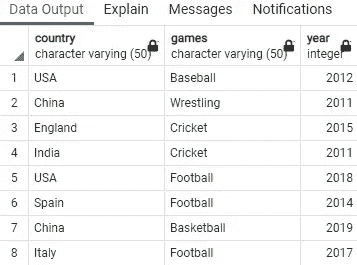 Data Output Explain Messages Notifications
country games year
character varying (50) character varying (50) integer
1 USA Baseball 2012
2 China Wrestling 2011
3 England Cricket 2015
4 India Cricket 2011
5 USA Football 2018
6 Spain Football 2014
7 China Basketball 2019
8 Italy Football 2017